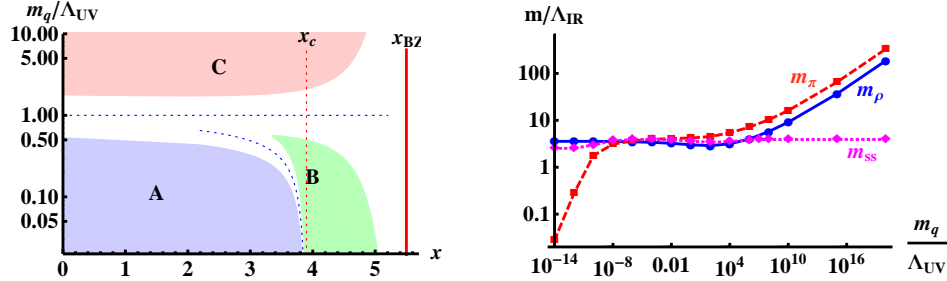 m_q/Λ_UV
10.00
5.00
1.00
0.50
0.10
0.05
0 1 2 3 4 5
x
x_c
x_BZ
C
A
B
m/Λ_IR
100
10
1
0.1
10^-14 10^-8 0.01 10^4 10^10 10^16
m_q
Λ_UV
m_π
m_ρ
m_ss